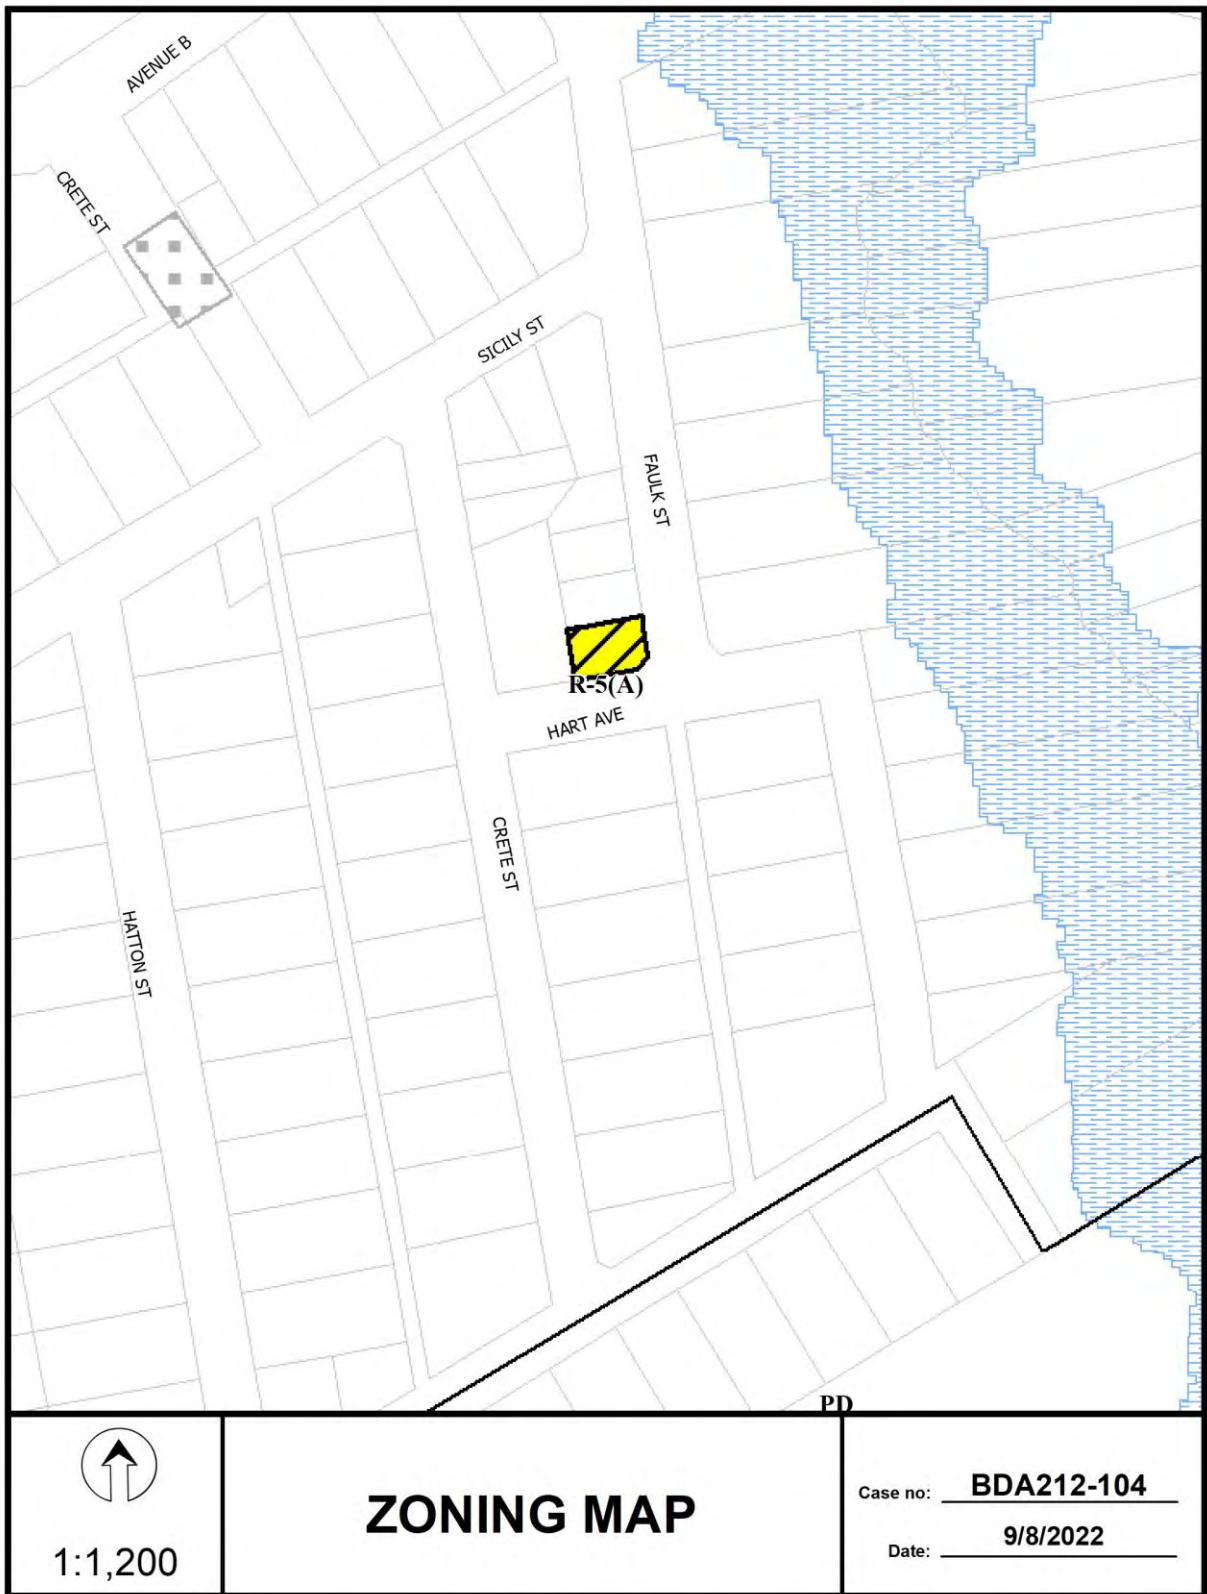 AVENUE B
CRETE ST
SICILY ST
FAULK ST
R-5(A)
HART AVE
CRETE ST
HATTON ST
PD
1:1,200
ZONING MAP
Case no: BDA212-104
Date: 9/8/2022